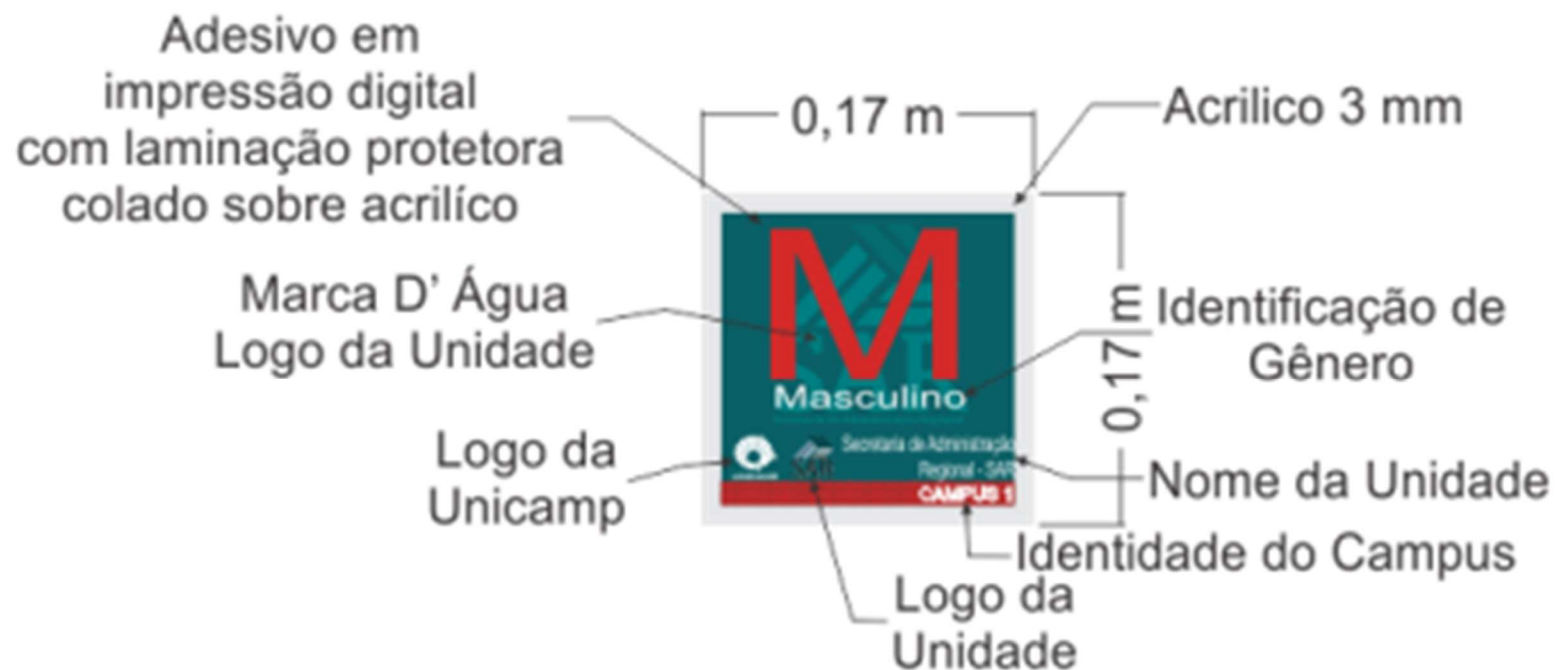 Adesivo em
impressão digital
com laminação protetora
colado sobre acrilíco
0,17 m
Acrilico 3 mm
Marca D' Água
Logo da Unidade
M
Masculino
0,17 m
Identificação de
Gênero
Logo da
Unicamp
SAR
Secretaria de Administração
Regional - SAR
CAMPUS 1
Nome da Unidade
Identidade do Campus
Logo da
Unidade